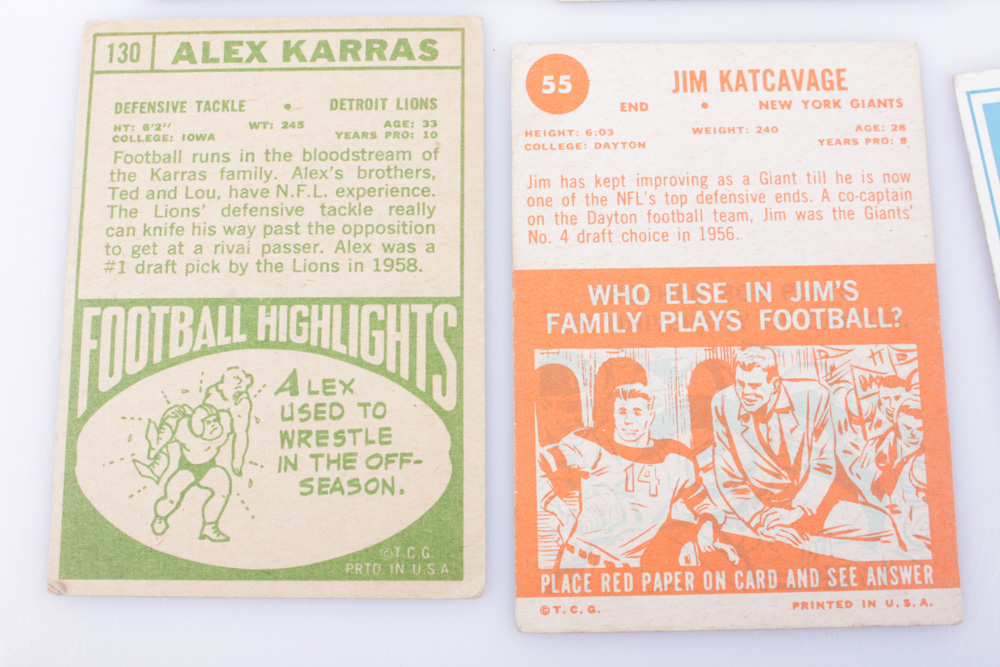 130 ALEX KARRAS
DEFENSIVE TACKLE • DETROIT LIONS
HT: 6'2" WT: 245 AGE: 33
COLLEGE: IOWA YEARS PRO: 10
Football runs in the bloodstream of
the Karras family. Alex's brothers,
Ted and Lou, have N.F.L. experience.
The Lions' defensive tackle really
can knife his way past the opposition
to get at a rival passer. Alex was a
#1 draft pick by the Lions in 1958.
FOOTBALL HIGHLIGHTS
ALEX
USED TO
WRESTLE
IN THE OFF-
SEASON.
©T.C.G.
PRTD. IN U.S.A
55 JIM KATCAVAGE
END • NEW YORK GIANTS
HEIGHT: 6:03 WEIGHT: 240 AGE: 28
COLLEGE: DAYTON YEARS PRO: 8
Jim has kept improving as a Giant till he is now
one of the NFL's top defensive ends. A co-captain
on the Dayton football team, Jim was the Giants'
No. 4 draft choice in 1956.
WHO ELSE IN JIM'S
FAMILY PLAYS FOOTBALL?
14
PLACE RED PAPER ON CARD AND SEE ANSWER
©T.C.G. PRINTED IN U.S.A.